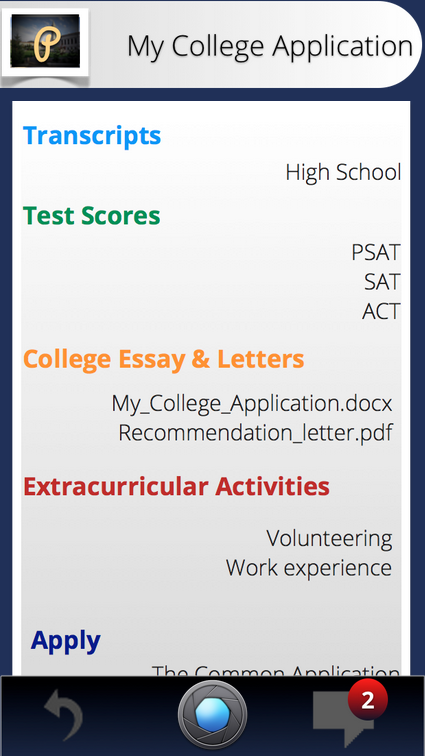 P
My College Application
Transcripts
High School
Test Scores
PSAT
SAT
ACT
College Essay & Letters
My_College_Application.docx
Recommendation_letter.pdf
Extracurricular Activities
Volunteering
Work experience
Apply
The Common Application
2